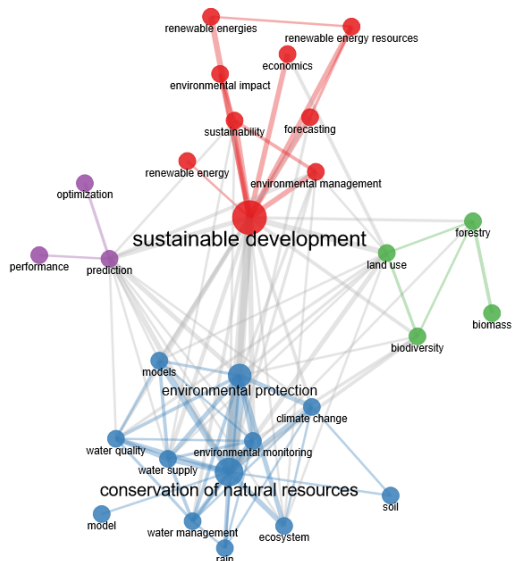 renewable energies
renewable energy resources
economics
environmental impact
sustainability
forecasting
renewable energy
environmental management
optimization
sustainable development
forestry
performance
prediction
land use
biomass
biodiversity
models
environmental protection
climate change
water quality
environmental monitoring
water supply
conservation of natural resources
soil
model
water management
ecosystem
rain